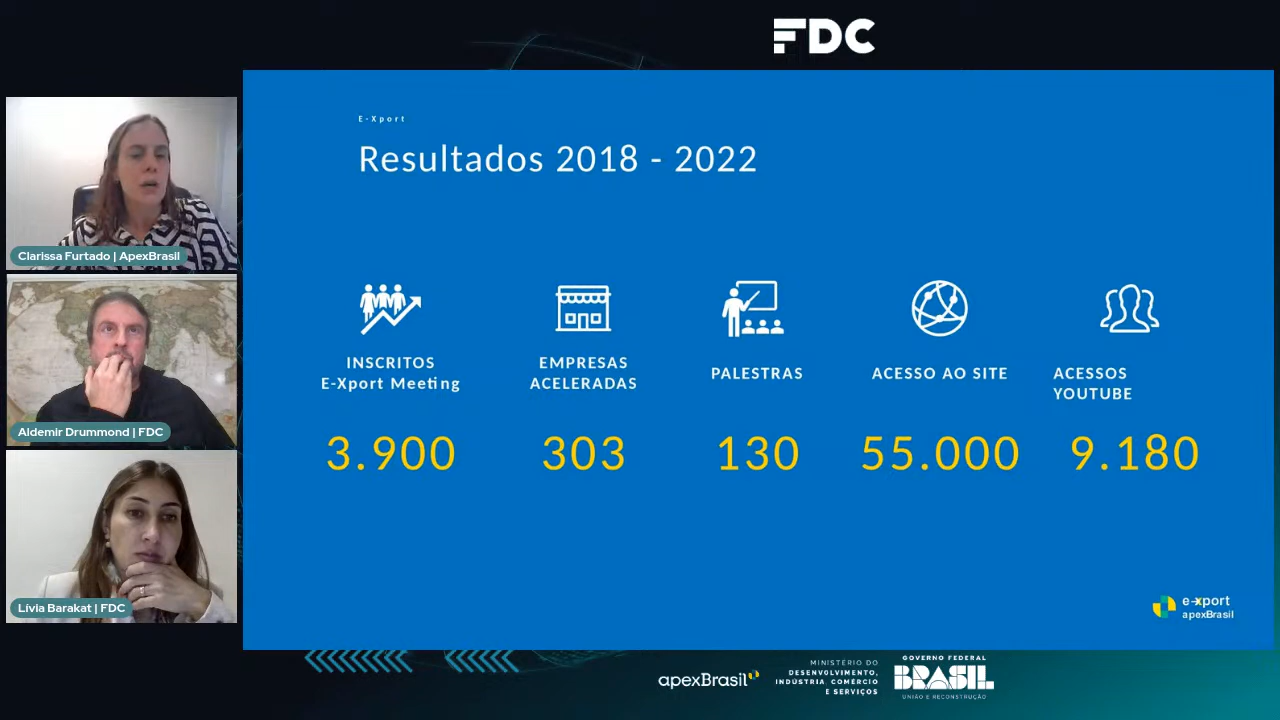 FDC
Clarissa Furtado | ApexBrasil
Aldemir Drummond | FDC
Lívia Barakat | FDC
E-Xport
Resultados 2018 - 2022
INSCRITOS
E-Xport Meeting
3.900
EMPRESAS
ACELERADAS
303
PALESTRAS
130
ACESSO AO SITE
55.000
ACESSOS
YOUTUBE
9.180
e-xport
apexBrasil
apexBrasil
MINISTÉRIO DO
DESENVOLVIMENTO,
INDÚSTRIA, COMÉRCIO
E SERVIÇOS
GOVERNO FEDERAL
BRASIL
UNIÃO E RECONSTRUÇÃO